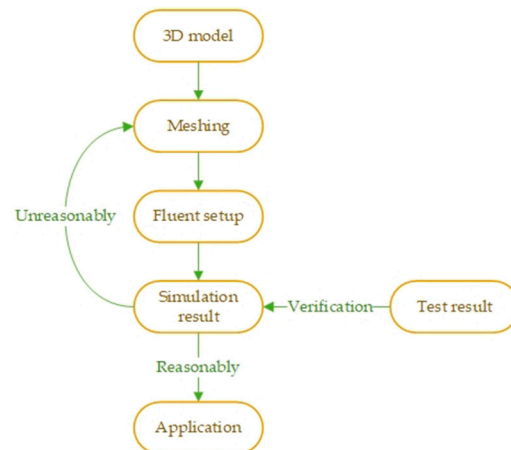 3D model
Meshing
Unreasonably
Fluent setup
Simulation
result
Verification
Test result
Reasonably
Application